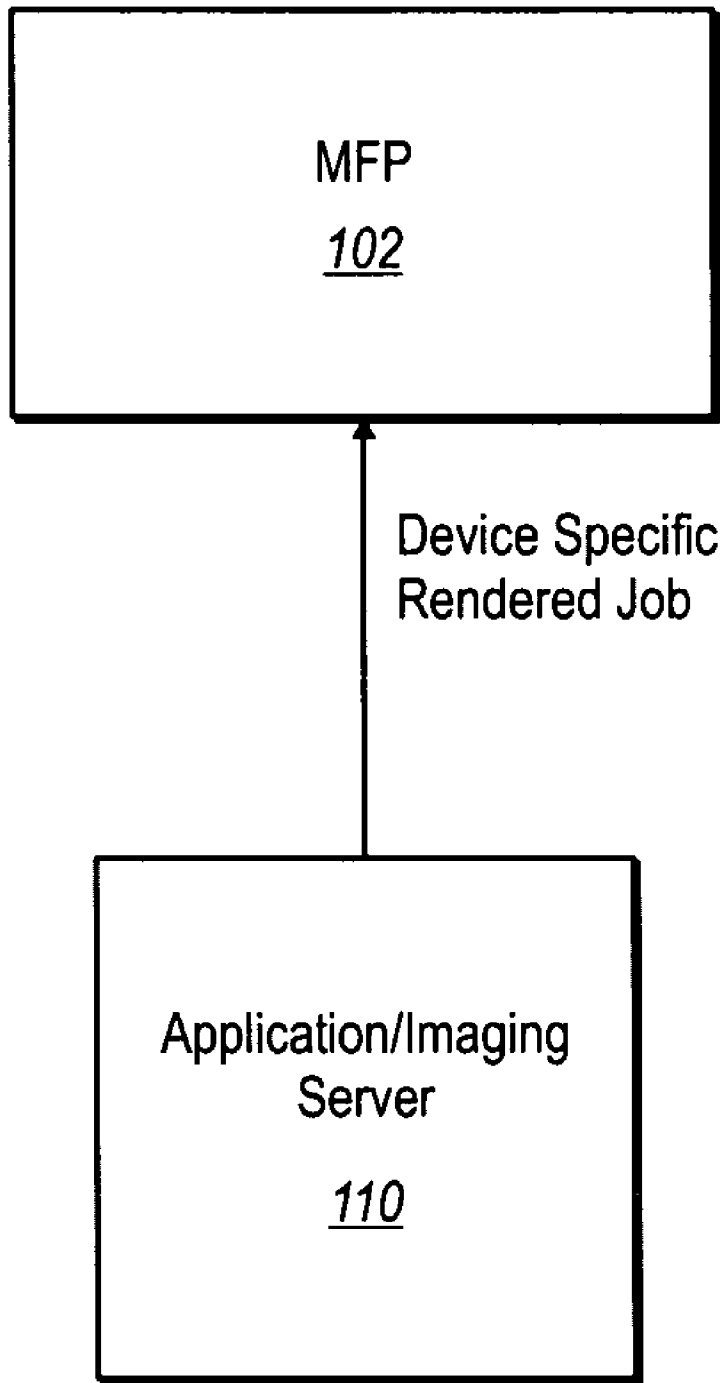 MFP
102
Device Specific
Rendered Job
Application/Imaging
Server
110